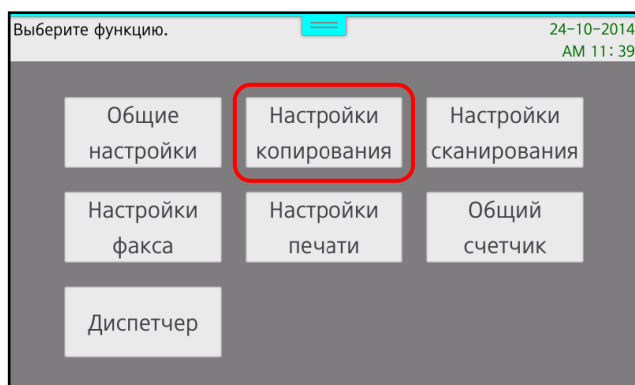 Выберите функцию.
24-10-2014
AM 11: 39
Общие
настройки
Настройки
копирования
Настройки
сканирования
Настройки
факса
Настройки
печати
Общий
счетчик
Диспетчер